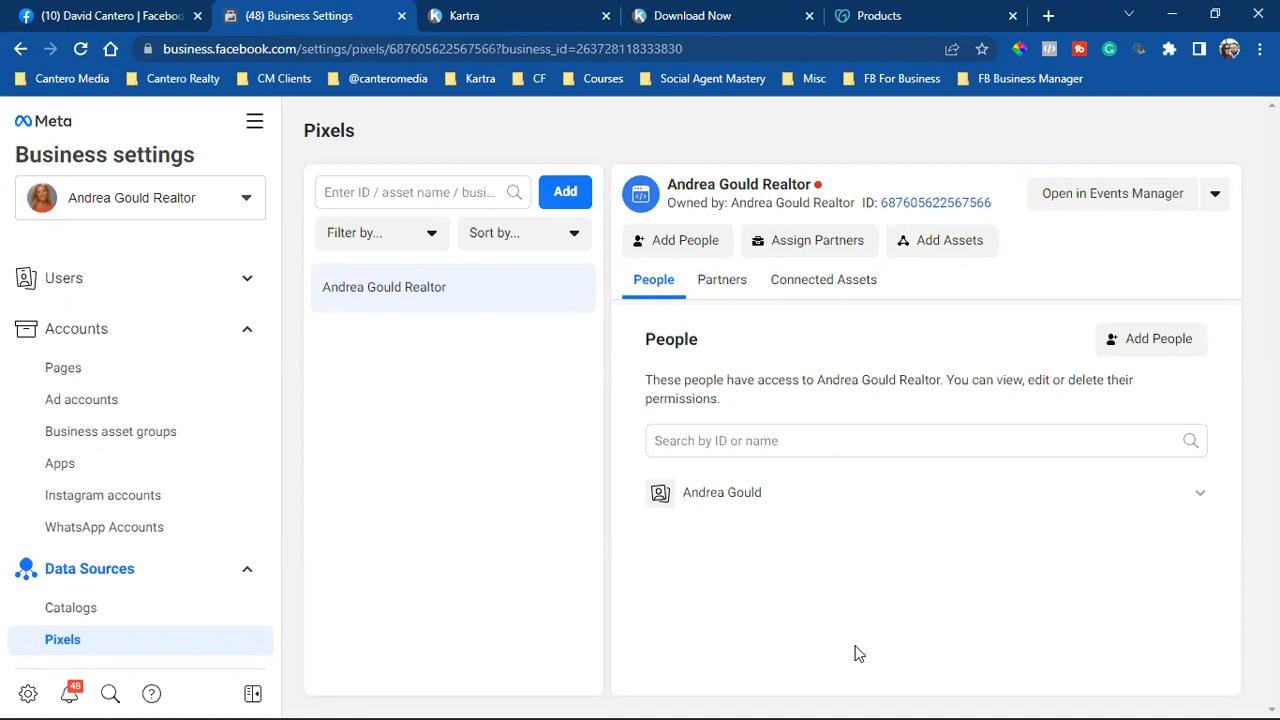 (10) David Cantero | Faceboo
(48) Business Settings
Kartra
Download Now
Products
business.facebook.com/settings/pixels/687605622567566?business_id=263728118333830
Cantero Media
Cantero Realty
CM Clients
@canteromedia
Kartra
CF
Courses
Social Agent Mastery
Misc
FB For Business
FB Business Manager
Meta
Business settings
Andrea Gould Realtor
Users
Accounts
Pages
Ad accounts
Business asset groups
Apps
Instagram accounts
WhatsApp Accounts
Data Sources
Catalogs
Pixels
48
Pixels
Enter ID / asset name / busi...
Add
Filter by...
Sort by...
Andrea Gould Realtor
Andrea Gould Realtor
Owned by: Andrea Gould Realtor ID: 687605622567566
Open in Events Manager
Add People
Assign Partners
Add Assets
People
Partners
Connected Assets
People
Add People
These people have access to Andrea Gould Realtor. You can view, edit or delete their
permissions.
Search by ID or name
Andrea Gould